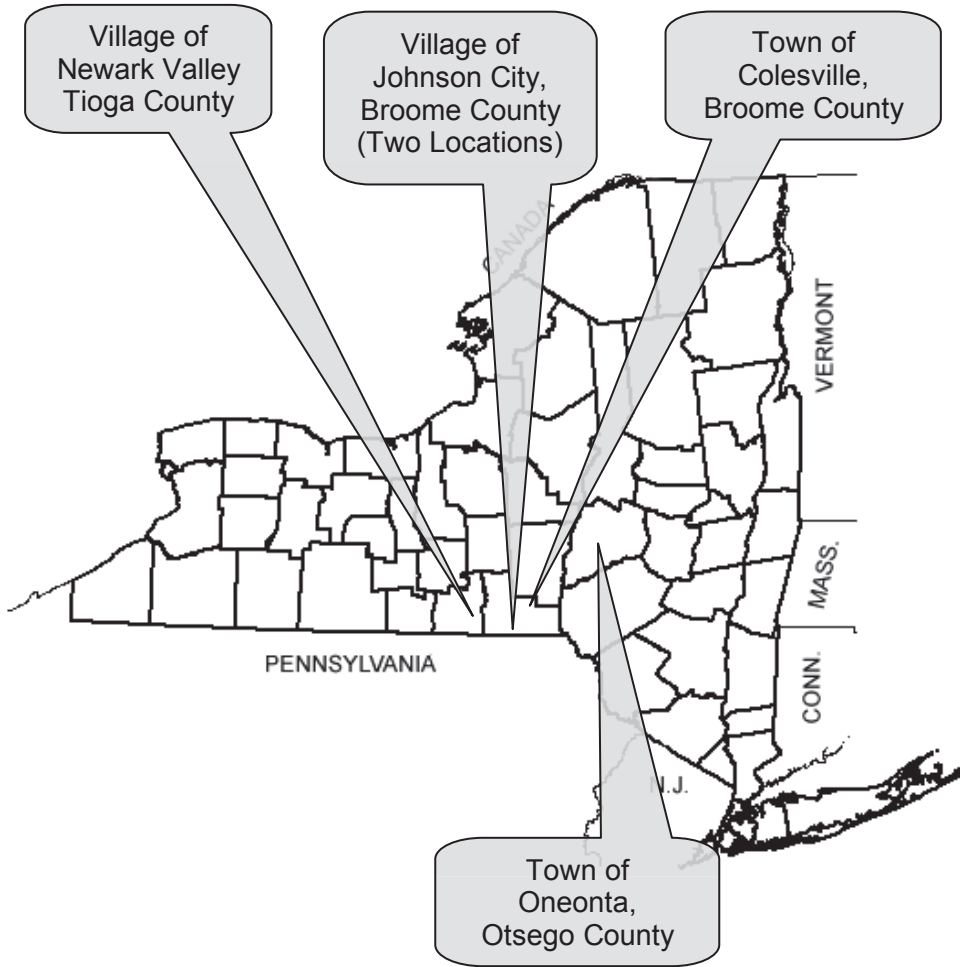 Village of
Newark Valley
Tioga County
Village of
Johnson City,
Broome County
(Two Locations)
Town of
Colesville,
Broome County
CANADA
VERMONT
MASS.
CONN.
PENNSYLVANIA
N.J.
Town of
Oneonta,
Otsego County